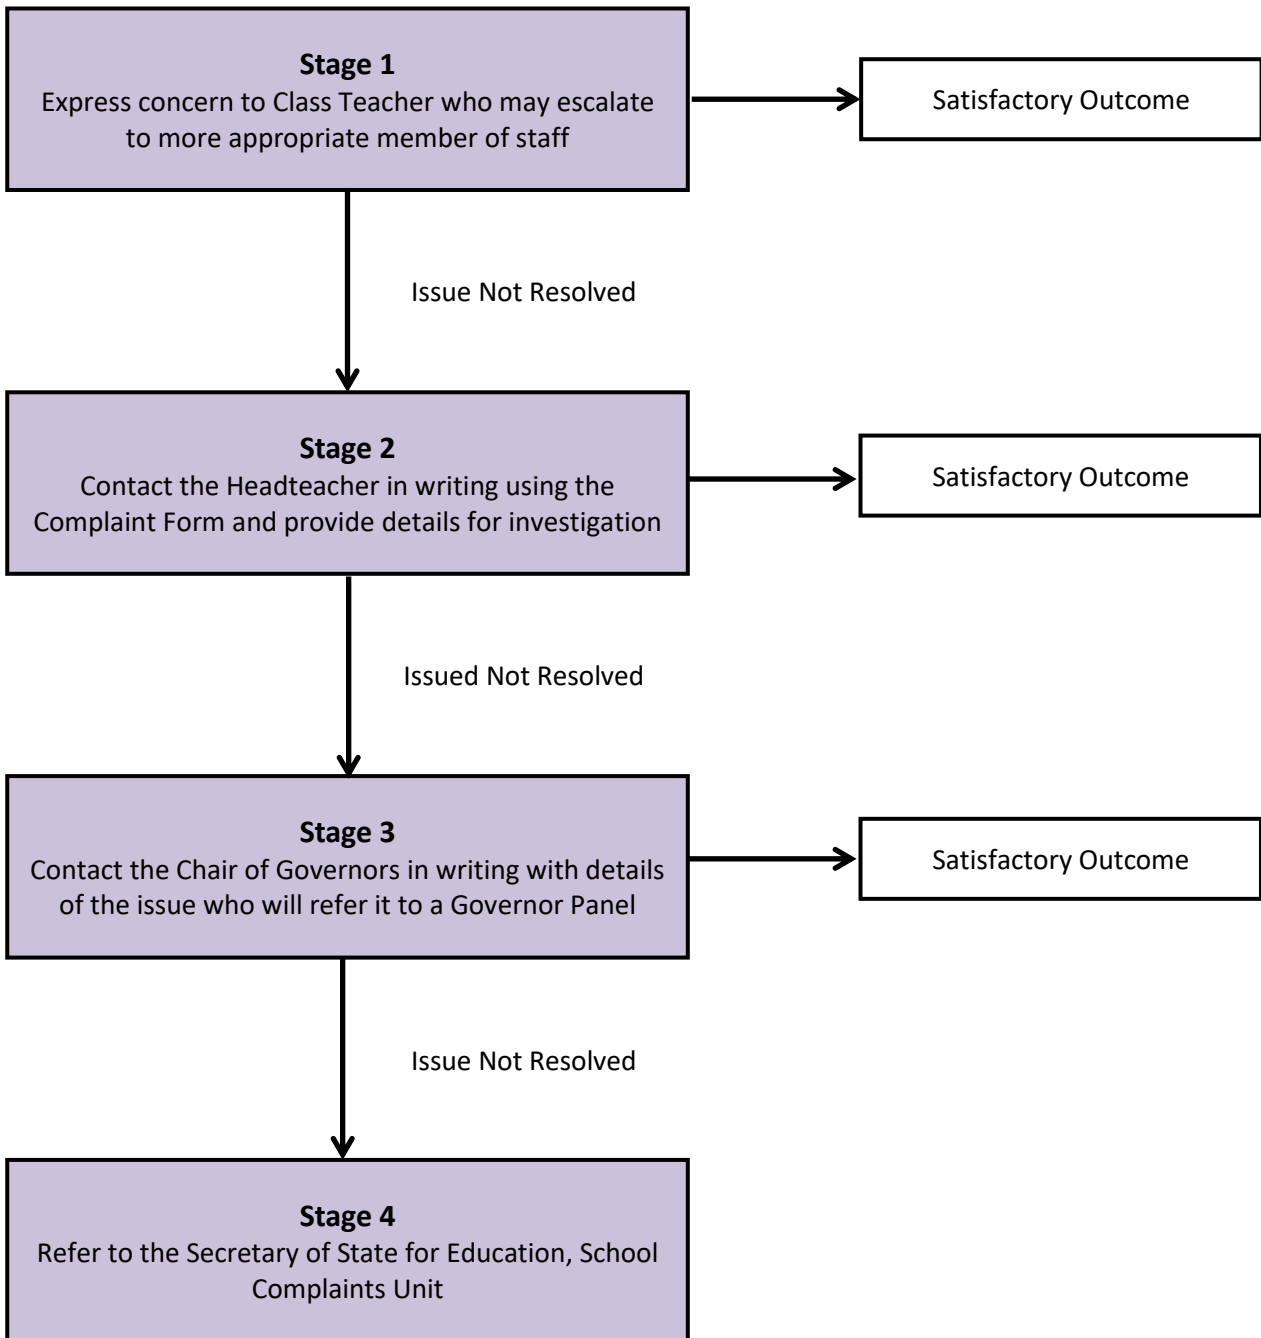 Stage 1
Express concern to Class Teacher who may escalate
to more appropriate member of staff
Satisfactory Outcome
Issue Not Resolved
Stage 2
Contact the Headteacher in writing using the
Complaint Form and provide details for investigation
Satisfactory Outcome
Issued Not Resolved
Stage 3
Contact the Chair of Governors in writing with details
of the issue who will refer it to a Governor Panel
Satisfactory Outcome
Issue Not Resolved
Stage 4
Refer to the Secretary of State for Education, School
Complaints Unit